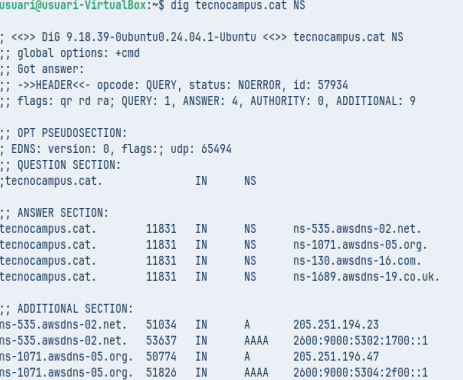 usuari@usuari-VirtualBox:~$ dig tecnocampus.cat NS
; <<>> DiG 9.18.39-0ubuntu0.24.04.1-Ubuntu <<>> tecnocampus.cat NS
;; global options: +cmd
;; Got answer:
;; ->>HEADER<<- opcode: QUERY, status: NOERROR, id: 57934
;; flags: qr rd ra; QUERY: 1, ANSWER: 4, AUTHORITY: 0, ADDITIONAL: 9
;; OPT PSEUDOSECTION:
; EDNS: version: 0, flags:; udp: 65494
;; QUESTION SECTION:
;tecnocampus.cat. IN NS
;; ANSWER SECTION:
tecnocampus.cat. 11831 IN NS ns-535.awsdns-02.net.
tecnocampus.cat. 11831 IN NS ns-1071.awsdns-05.org.
tecnocampus.cat. 11831 IN NS ns-130.awsdns-16.com.
tecnocampus.cat. 11831 IN NS ns-1689.awsdns-19.co.uk.
;; ADDITIONAL SECTION:
ns-535.awsdns-02.net. 51034 IN A 205.251.194.23
ns-535.awsdns-02.net. 53637 IN AAAA 2600:9000:5302:1700::1
ns-1071.awsdns-05.org. 50774 IN A 205.251.196.47
ns-1071.awsdns-05.org. 51826 IN AAAA 2600:9000:5304:2f00::1